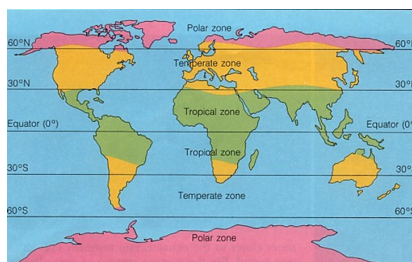 Polar zone
60°N
60°
Temperate zone
30°N
30°
Tropical zone
Equator (0°)
Equator (0°)
Tropical zone
30°S
30°
Temperate zone
60°S
60°
Polar zone